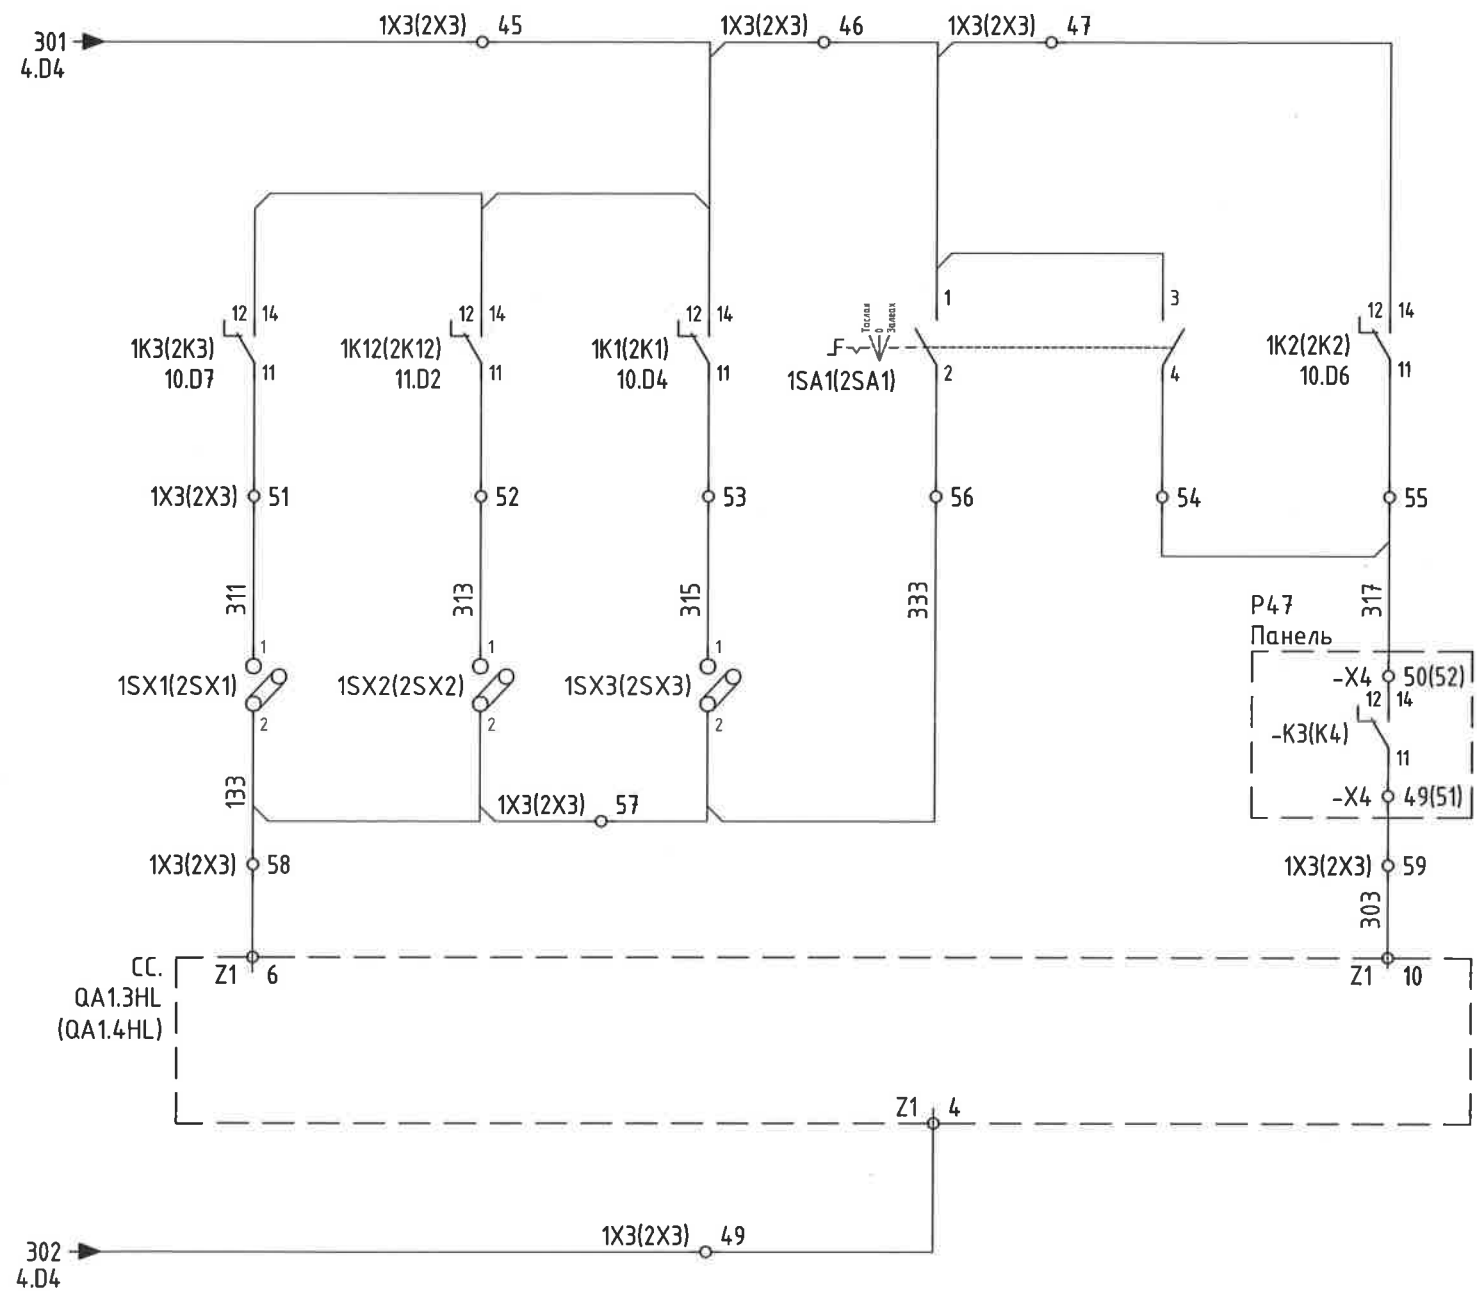 1X3(2X3) 45
1X3(2X3) 46
1X3(2X3) 47
301
4.D4
12 14
1K3(2K3)
10.D7
11
12 14
1K12(2K12)
11.D2
11
12 14
1K1(2K1)
10.D4
11
0
1
2
1SA1(2SA1)
3
4
12 14
1K2(2K2)
10.D6
11
1X3(2X3) 51
52
53
56
54
55
311
313
315
333
317
P47
Панель
1
1SX1(2SX1)
2
1
1SX2(2SX2)
2
1
1SX3(2SX3)
2
-X4 50(52)
12 14
-K3(K4)
11
-X4 49(51)
133
1X3(2X3) 57
1X3(2X3) 58
1X3(2X3) 59
303
CC.
QA1.3HL
(QA1.4HL)
Z1 6
Z1 10
Z1 4
1X3(2X3) 49
302
4.D4